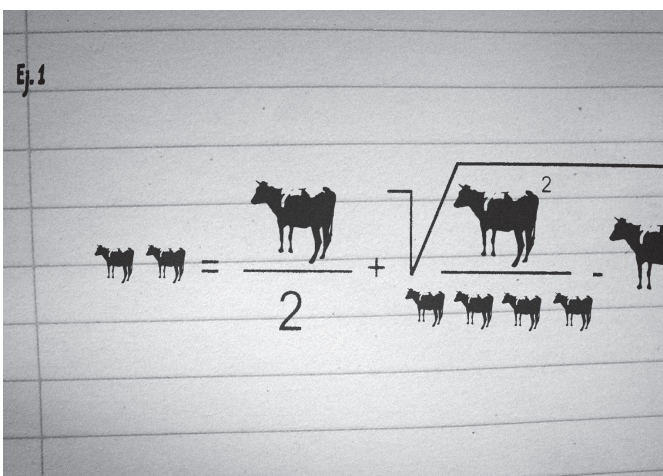 Ej.1
2
= + √ -
2